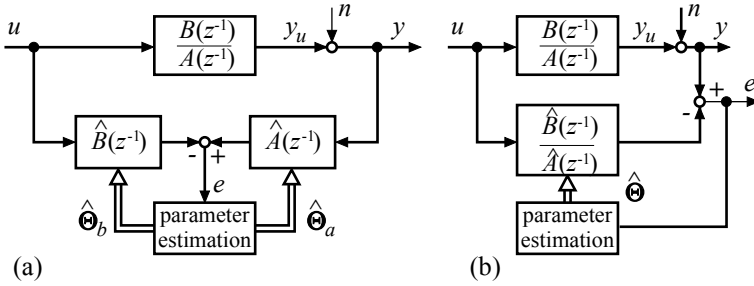 u
B(z⁻¹)
A(z⁻¹)
y_u
n
y
B̂(z⁻¹)
-
+
Â(z⁻¹)
e
Θ̂_b
parameter
estimation
Θ̂_a
(a)
u
B(z⁻¹)
A(z⁻¹)
y_u
n
y
+
-
e
B̂(z⁻¹)
Â(z⁻¹)
Θ̂
parameter
estimation
(b)